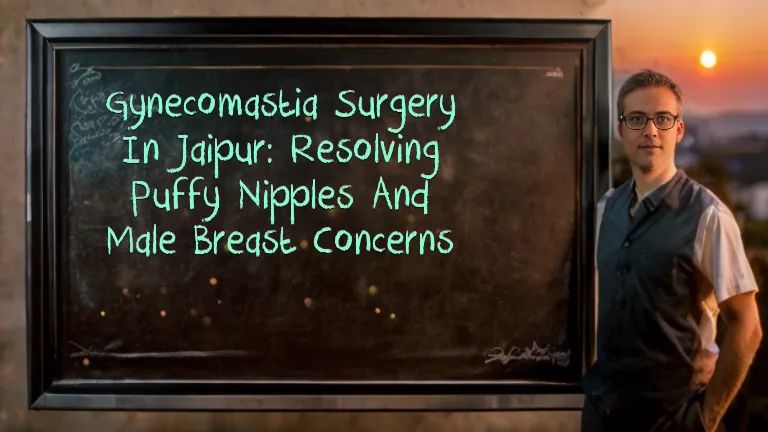 Gynecomastia Surgery
In Jaipur: Resolving
Puffy Nipples And
Male Breast Concerns